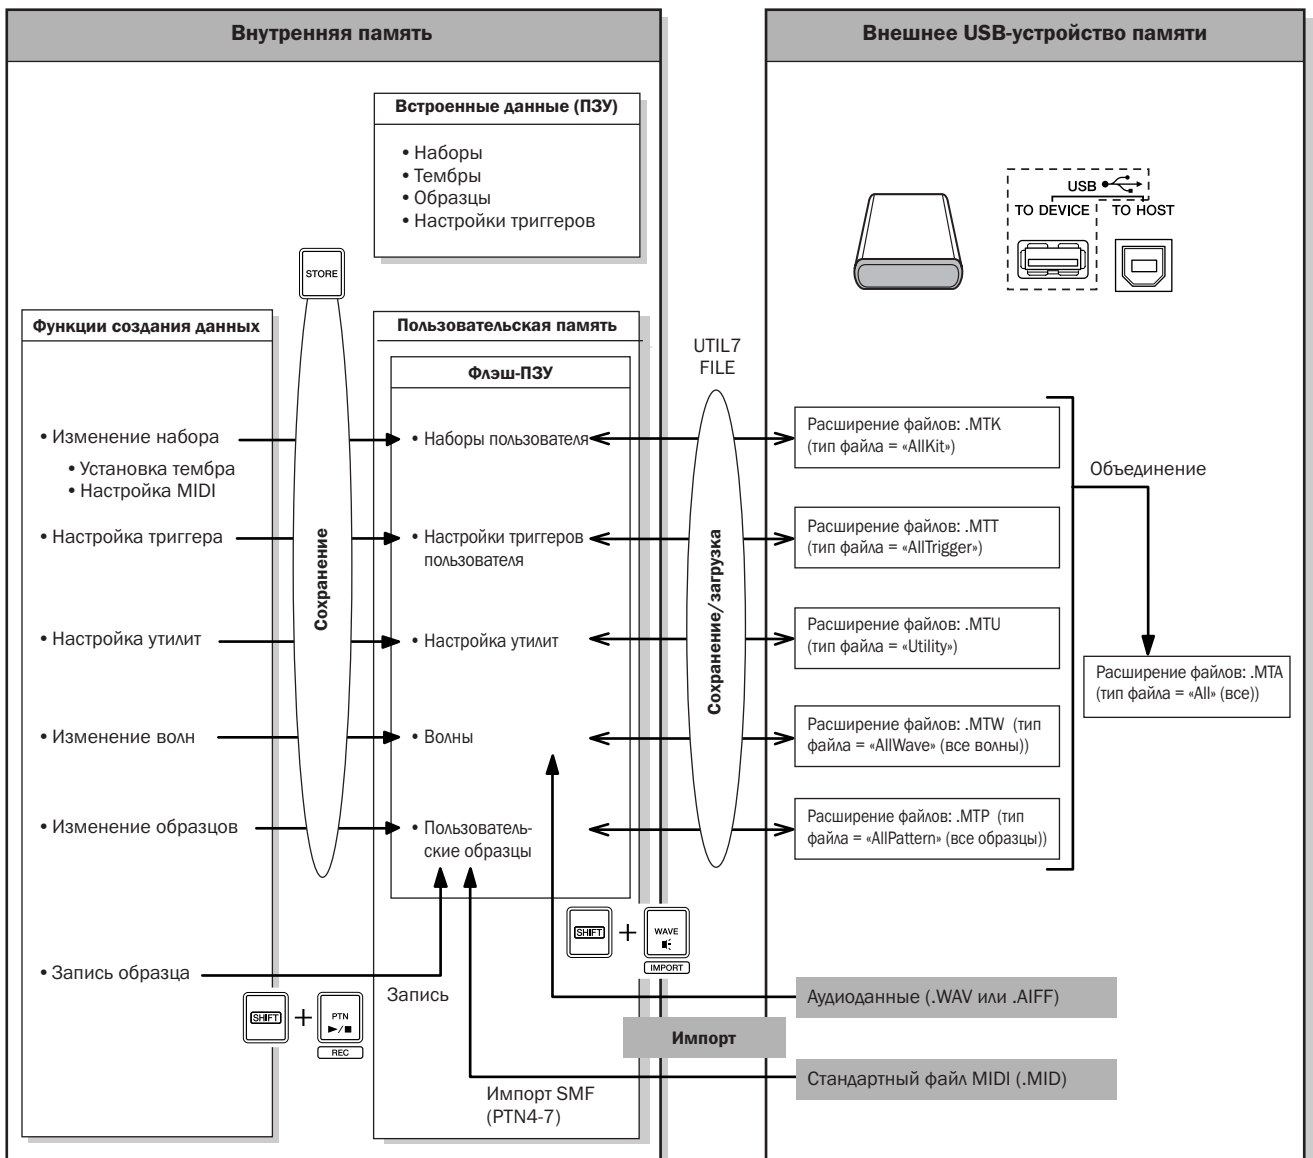 Внутренняя память
Внешнее USB-устройство памяти
Встроенные данные (ПЗУ)
• Наборы
• Тембры
• Образцы
• Настройки триггеров
USB
TO DEVICE
TO HOST
STORE
Функции создания данных
Пользовательская память
Флэш-ПЗУ
UTIL7
FILE
• Изменение набора
• Установка тембра
• Настройка MIDI
• Настройка триггера
• Настройка утилит
• Изменение волн
• Изменение образцов
• Запись образца
Сохранение
• Наборы пользователя
• Настройки триггеров
пользователя
• Настройка утилит
• Волны
• Пользователь-
ские образцы
Сохранение/загрузка
Расширение файлов: .MTK
(тип файла = «AllKit»)
Расширение файлов: .MTT
(тип файла = «AllTrigger»)
Расширение файлов: .MTU
(тип файла = «Utility»)
Расширение файлов: .MTW (тип
файла = «AllWave» (все волны))
Расширение файлов: .MTP (тип
файла = «AllPattern» (все образцы))
Объединение
Расширение файлов: .MTA
(тип файла = «All» (все))
SHIFT
+
WAVE
IMPORT
SHIFT
+
PTN
►/■
REC
Запись
Аудиоданные (.WAV или .AIFF)
Импорт
Стандартный файл MIDI (.MID)
Импорт SMF
(PTN4-7)